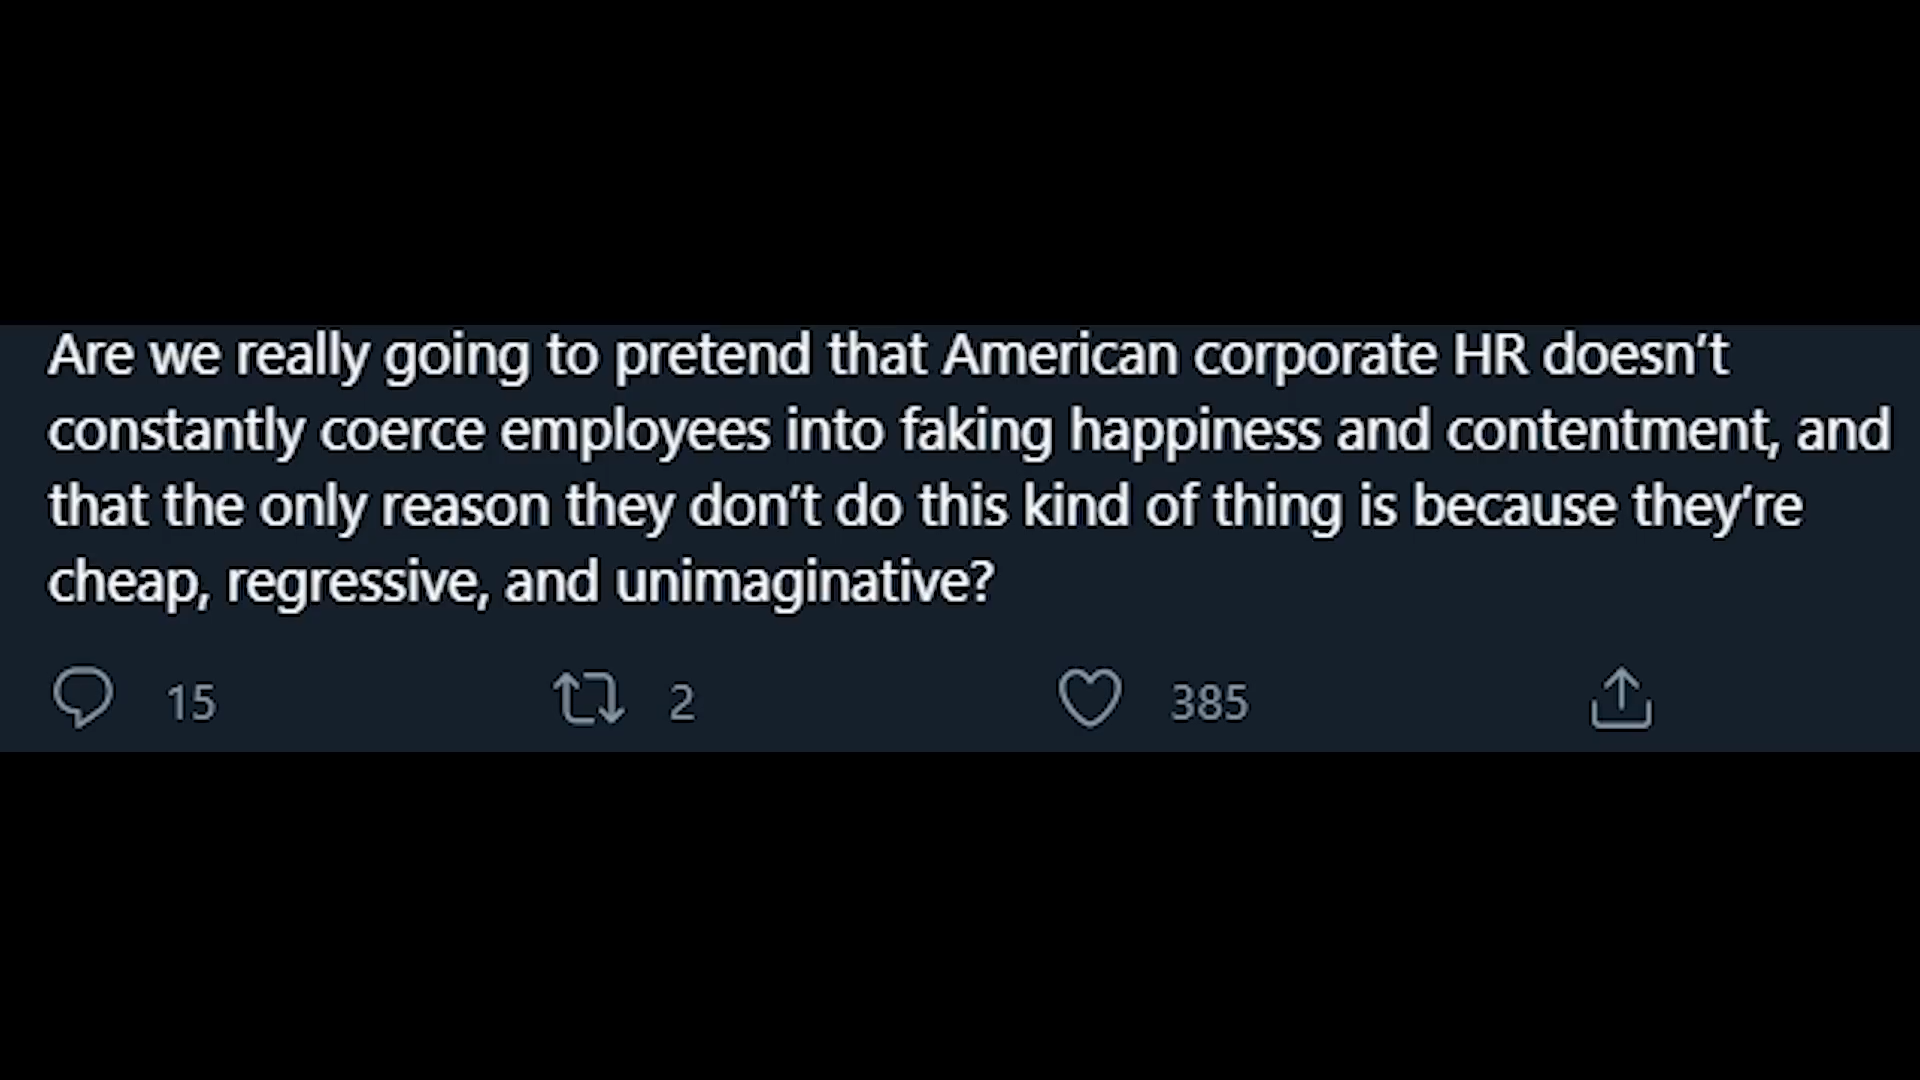 Are we really going to pretend that American corporate HR doesn’t
constantly coerce employees into faking happiness and contentment, and
that the only reason they don’t do this kind of thing is because they’re
cheap, regressive, and unimaginative?
15 2 385